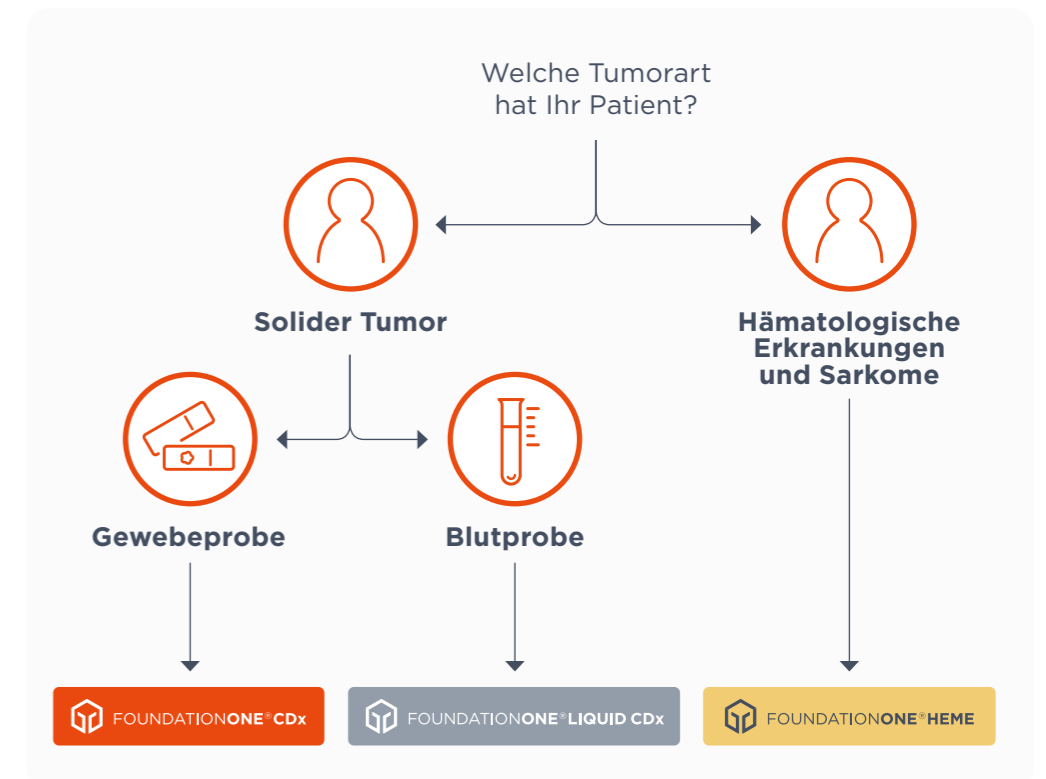 Welche Tumorart
hat Ihr Patient?
Solider Tumor
Hämatologische
Erkrankungen
und Sarkome
Gewebeprobe
Blutprobe
FOUNDATIONONE®CDx
FOUNDATIONONE®LIQUID CDx
FOUNDATIONONE®HEME